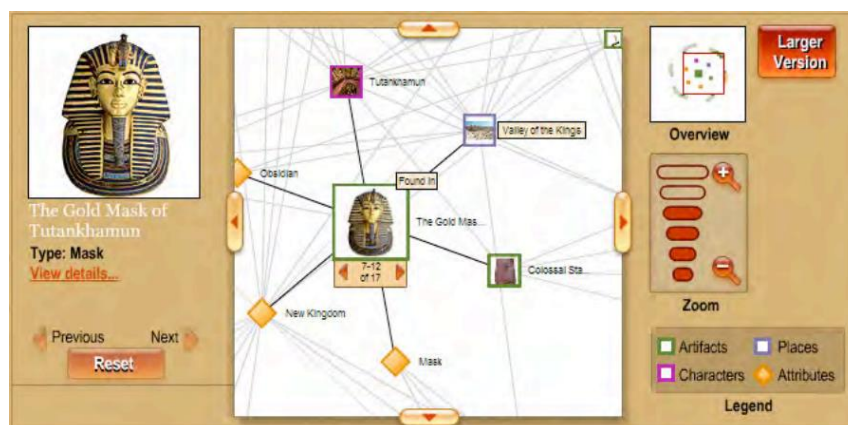 The Gold Mask of
Tutankhamun
Type: Mask
View details...
Previous Next
Reset
Tutankhamun
Valley of the Kings
Obsidian
Found In
The Gold Mas...
7-12
of 17
Colossal Sta...
New Kingdom
Mask
Larger
Version
Overview
Zoom
Artifacts Places
Characters Attributes
Legend